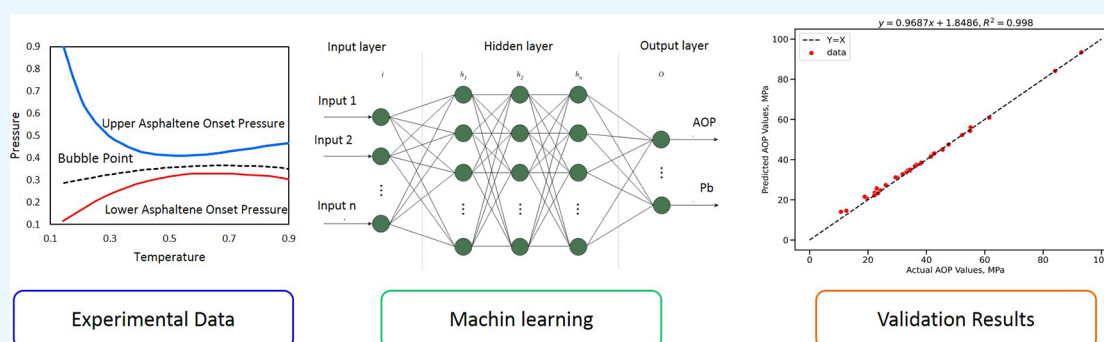 0.9
0.8
0.7
0.6
0.5
0.4
0.3
0.2
0.1
Pressure
Upper Asphaltene Onset Pressure
Bubble Point
Lower Asphaltene Onset Pressure
0.1 0.3 0.5 0.7 0.9
Temperature
Experimental Data
Input layer Hidden layer Output layer
i h1 h2 hn O
Input 1
Input 2
Input n
AOP
Pb
Machin learning
y = 0.9687x + 1.8486, R² = 0.998
Y=X
data
100
80
60
40
20
0
Predicted AOP Values, MPa
0 20 40 60 80 100
Actual AOP Values, MPa
Validation Results